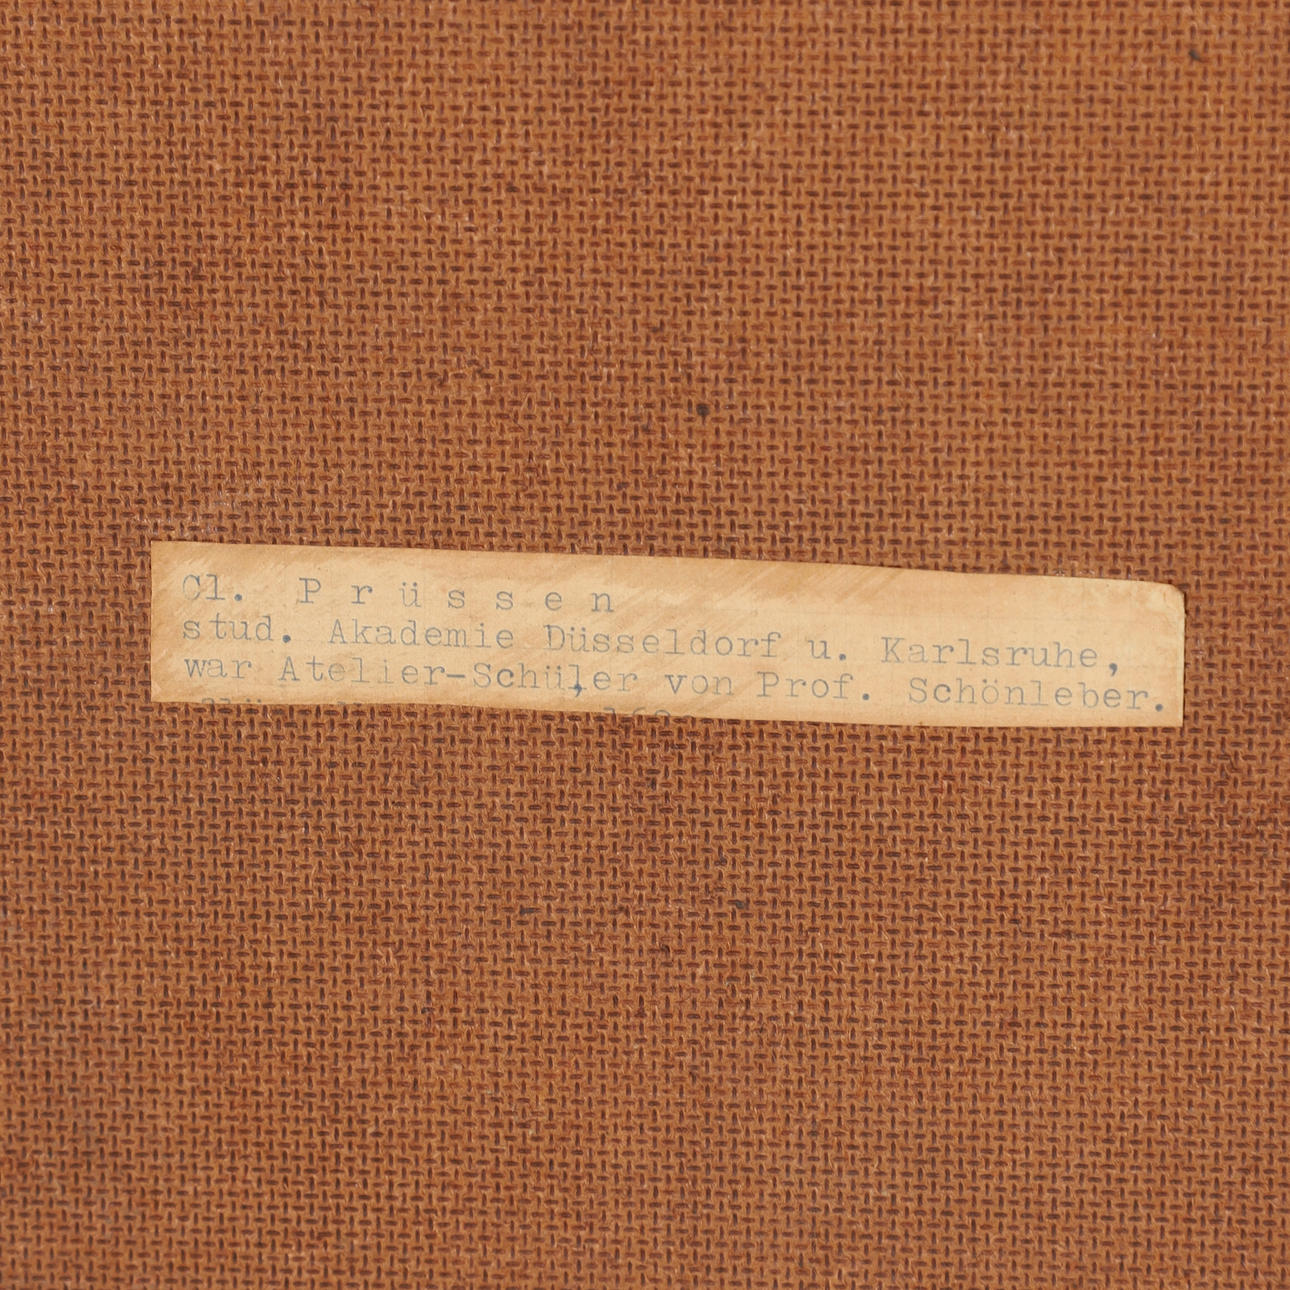 Cl. P r ü s s e n
stud. Akademie Düsseldorf u. Karlsruhe,
war Atelier-Schüler von Prof. Schönleber.